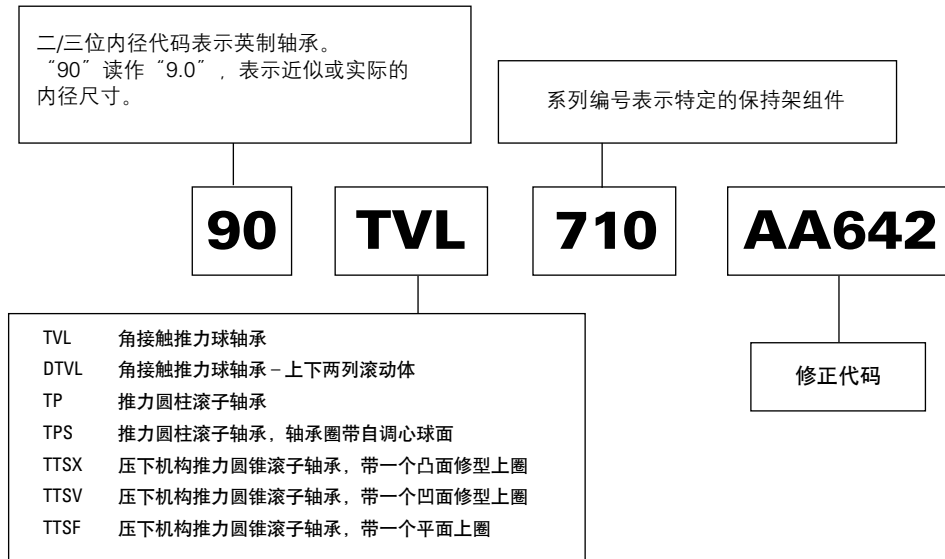 二/三位内径代码表示英制轴承。
“90”读作“9.0”，表示近似或实际的
内径尺寸。
系列编号表示特定的保持架组件
90 TVL 710 AA642
TVL 角接触推力球轴承
DTVL 角接触推力球轴承－上下两列滚动体
TP 推力圆柱滚子轴承
TPS 推力圆柱滚子轴承，轴承圈带自调心球面
TTSX 压下机构推力圆锥滚子轴承，带一个凸面修型上圈
TTSV 压下机构推力圆锥滚子轴承，带一个凹面修型上圈
TTSF 压下机构推力圆锥滚子轴承，带一个平面上圈
修正代码